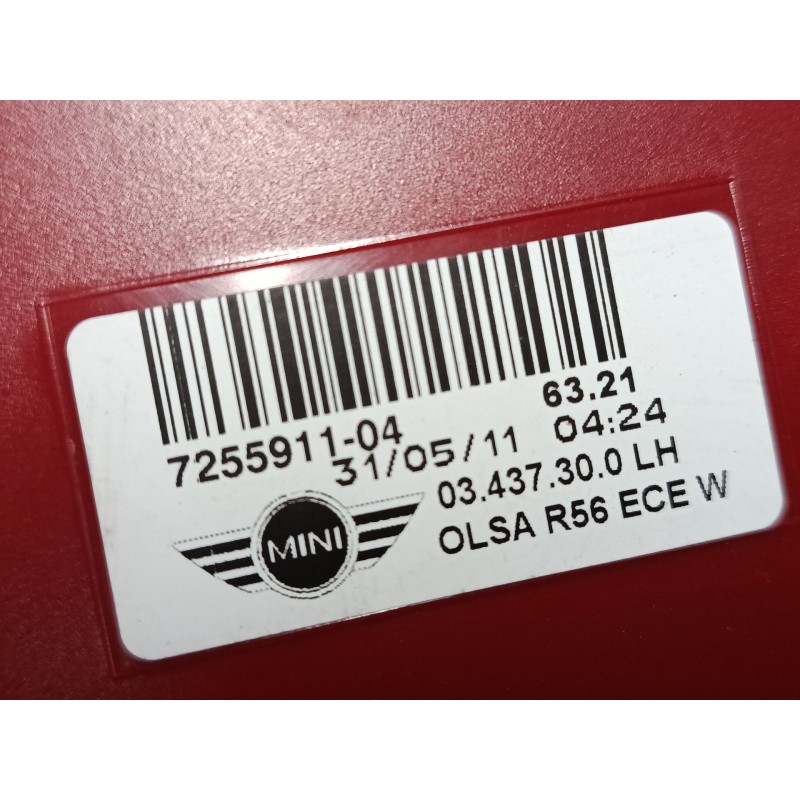 63.21
7255911-04
31/05/11 04:24
03.437.30.0 LH
MINI
OLSA R56 ECE W